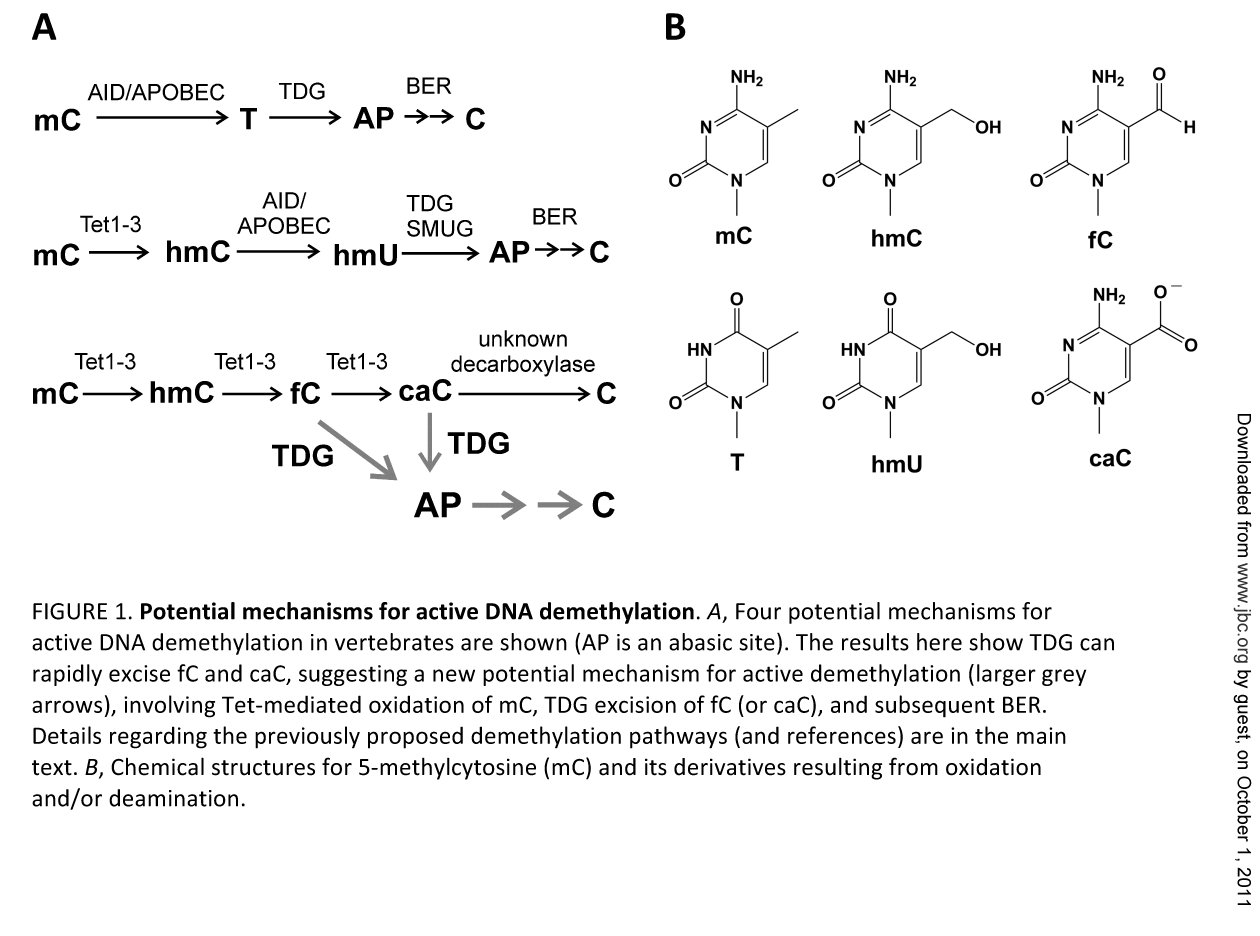 A
AID/APOBEC TDG BER
mC T AP C
Tet1-3 AID/ APOBEC TDG SMUG BER
mC hmC hmU AP C
Tet1-3 Tet1-3 Tet1-3 unknown decarboxylase
mC hmC fC caC C
TDG TDG
AP C
B
NH2 N O N
mC
NH2 N O N OH
hmC
NH2 N O N O H
fC
O HN O N
T
O HN O N OH
hmU
NH2 N O N O− O
caC
FIGURE 1. Potential mechanisms for active DNA demethylation. A, Four potential mechanisms for
active DNA demethylation in vertebrates are shown (AP is an abasic site). The results here show TDG can
rapidly excise fC and caC, suggesting a new potential mechanism for active demethylation (larger grey
arrows), involving Tet-mediated oxidation of mC, TDG excision of fC (or caC), and subsequent BER.
Details regarding the previously proposed demethylation pathways (and references) are in the main
text. B, Chemical structures for 5-methylcytosine (mC) and its derivatives resulting from oxidation
and/or deamination.
Downloaded from www.jbc.org by guest, on October 1, 2011